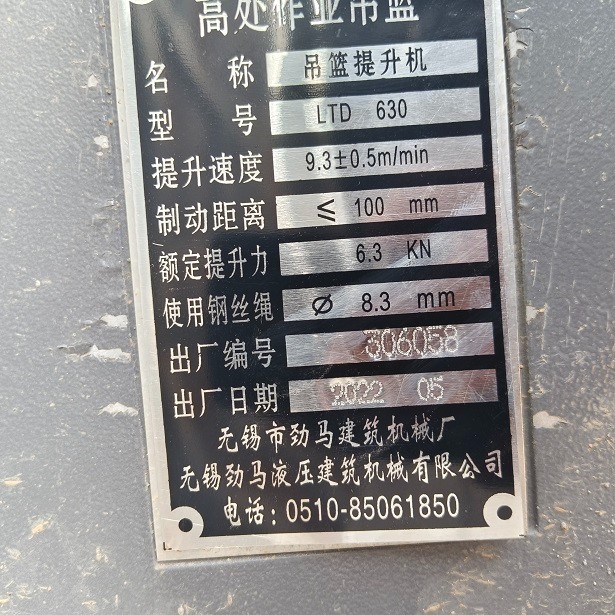 高处作业吊篮
名 称 吊篮提升机
型 号 LTD 630
提升速度 9.3±0.5m/min
制动距离 ≤ 100 mm
额定提升力 6.3 KN
使用钢丝绳 Ø 8.3 mm
出厂编号 306058
出厂日期 2022 05
无锡市劲马建筑机械厂
无锡劲马液压建筑机械有限公司
电话:0510-85061850